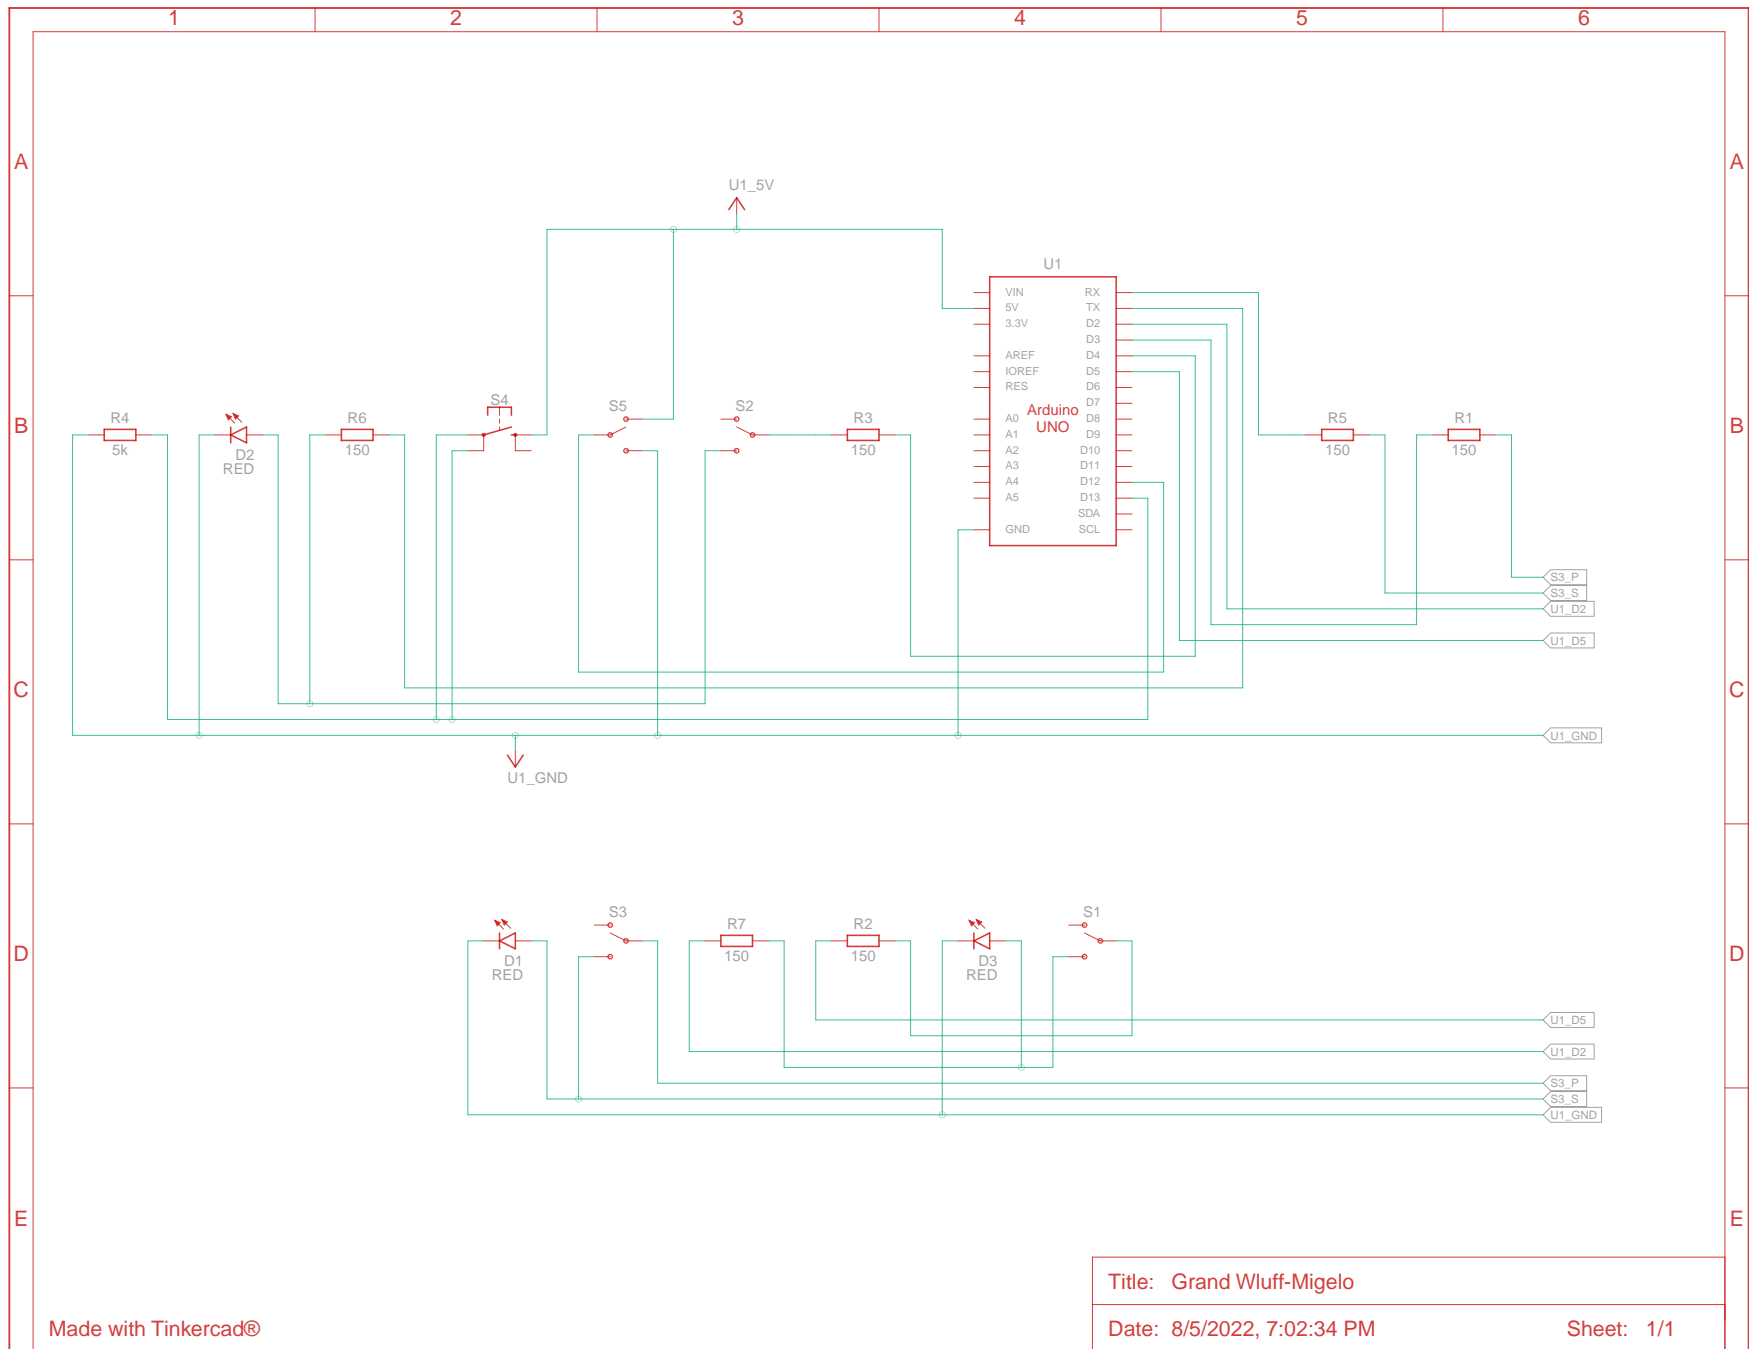 1 2 3 4 5 6
A A
U1_5V
U1
VIN RX
5V TX
3.3V D2
D3
AREF D4
IOREF D5
RES D6
D7
A0 Arduino D8
A1 UNO D9
A2 D10
A3 D11
A4 D12
A5 D13
SDA
GND SCL
B B
R4
5k
D2
RED
R6
150
S4
S5
S2
R3
150
R5
150
R1
150
S3_P
S3_S
U1_D2
U1_D5
C C
U1_GND
U1_GND
D D
D1
RED
S3
R7
150
R2
150
D3
RED
S1
U1_D5
U1_D2
S3_P
S3_S
U1_GND
E E
Title: Grand Wluff-Migelo
Made with Tinkercad®
Date: 8/5/2022, 7:02:34 PM Sheet: 1/1